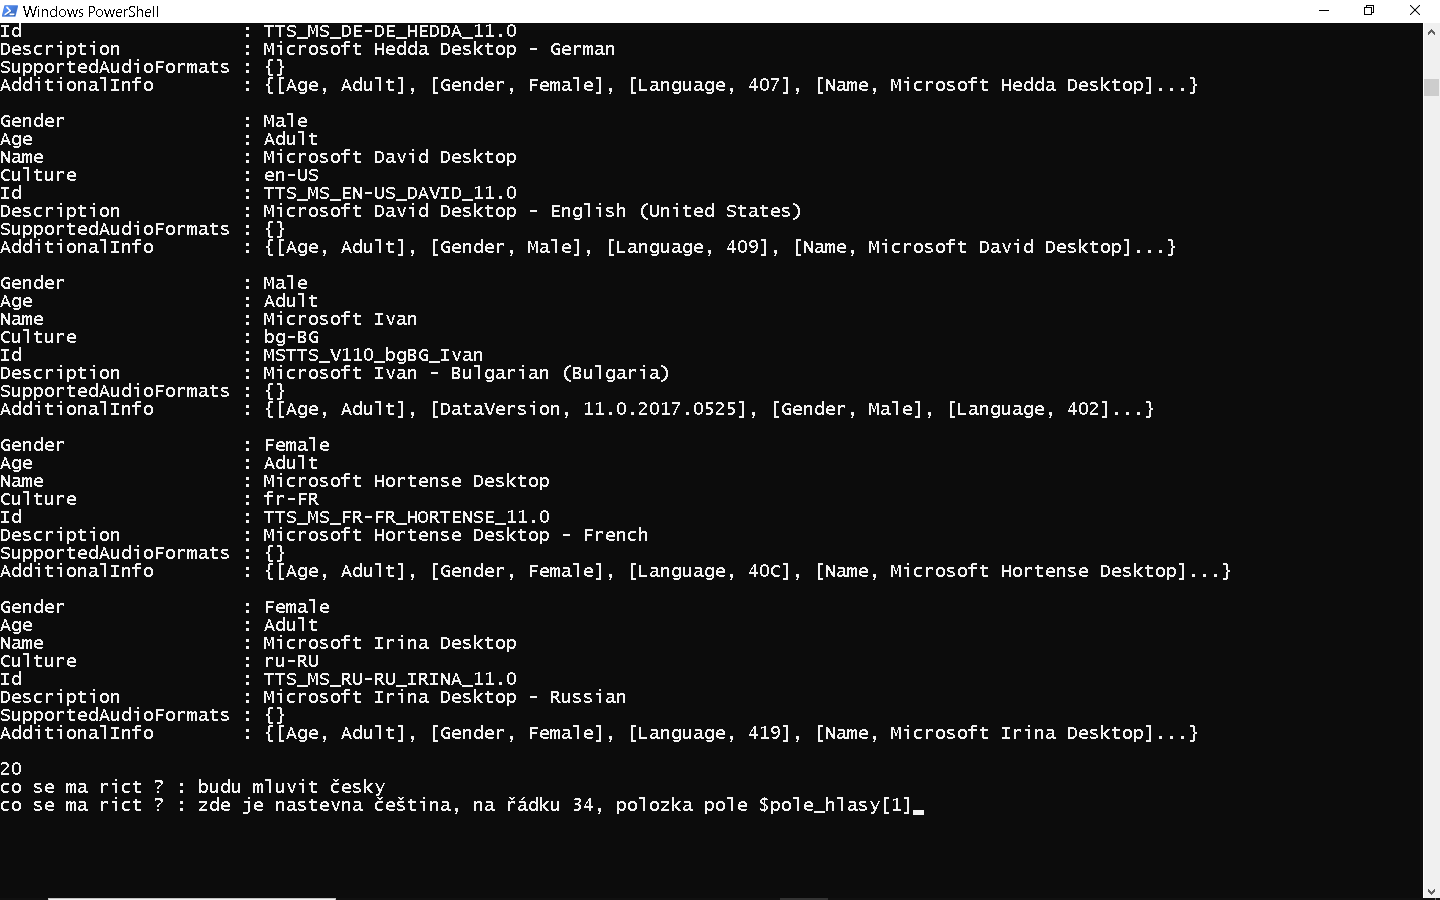 Windows PowerShell
Id                    : TTS_MS_DE-DE_HEDDA_11.0
Description           : Microsoft Hedda Desktop - German
SupportedAudioFormats : {}
AdditionalInfo        : {[Age, Adult], [Gender, Female], [Language, 407], [Name, Microsoft Hedda Desktop]...}
Gender                : Male
Age                   : Adult
Name                  : Microsoft David Desktop
Culture               : en-US
Id                    : TTS_MS_EN-US_DAVID_11.0
Description           : Microsoft David Desktop - English (United States)
SupportedAudioFormats : {}
AdditionalInfo        : {[Age, Adult], [Gender, Male], [Language, 409], [Name, Microsoft David Desktop]...}
Gender                : Male
Age                   : Adult
Name                  : Microsoft Ivan
Culture               : bg-BG
Id                    : MSTTS_V110_bgBG_Ivan
Description           : Microsoft Ivan - Bulgarian (Bulgaria)
SupportedAudioFormats : {}
AdditionalInfo        : {[Age, Adult], [DataVersion, 11.0.2017.0525], [Gender, Male], [Language, 402]...}
Gender                : Female
Age                   : Adult
Name                  : Microsoft Hortense Desktop
Culture               : fr-FR
Id                    : TTS_MS_FR-FR_HORTENSE_11.0
Description           : Microsoft Hortense Desktop - French
SupportedAudioFormats : {}
AdditionalInfo        : {[Age, Adult], [Gender, Female], [Language, 40C], [Name, Microsoft Hortense Desktop]...}
Gender                : Female
Age                   : Adult
Name                  : Microsoft Irina Desktop
Culture               : ru-RU
Id                    : TTS_MS_RU-RU_IRINA_11.0
Description           : Microsoft Irina Desktop - Russian
SupportedAudioFormats : {}
AdditionalInfo        : {[Age, Adult], [Gender, Female], [Language, 419], [Name, Microsoft Irina Desktop]...}
20
co se ma rict ? : budu mluvit česky
co se ma rict ? : zde je nastevna čeština, na řádku 34, polozka pole $pole_hlasy[1]